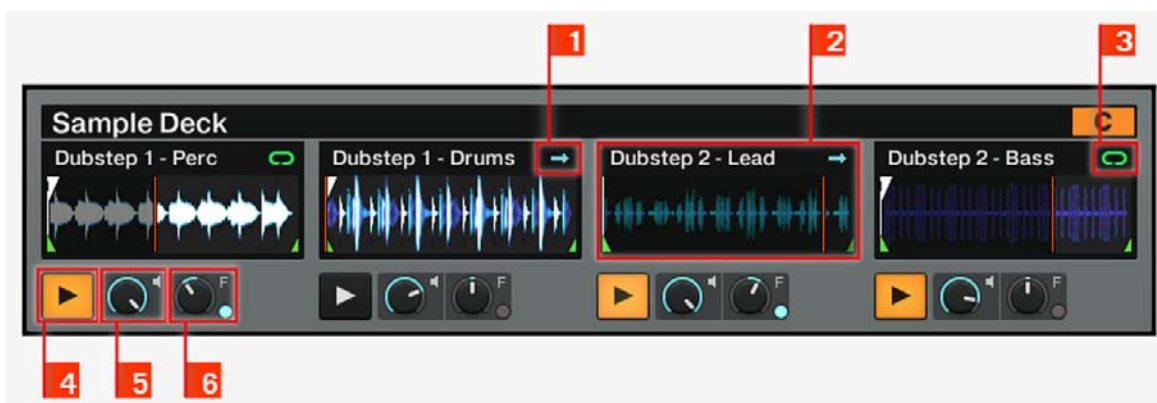 1 2 3
Sample Deck C
Dubstep 1 - Perc Dubstep 1 - Drums Dubstep 2 - Lead Dubstep 2 - Bass
F F F F
4 5 6